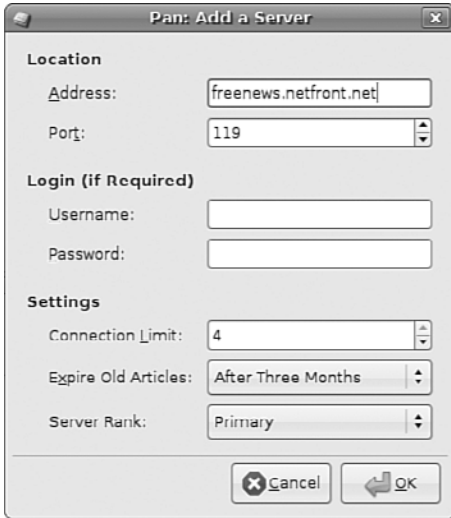 Pan: Add a Server
Location
Address: freenews.netfront.net
Port: 119
Login (if Required)
Username:
Password:
Settings
Connection Limit: 4
Expire Old Articles: After Three Months
Server Rank: Primary
Cancel OK